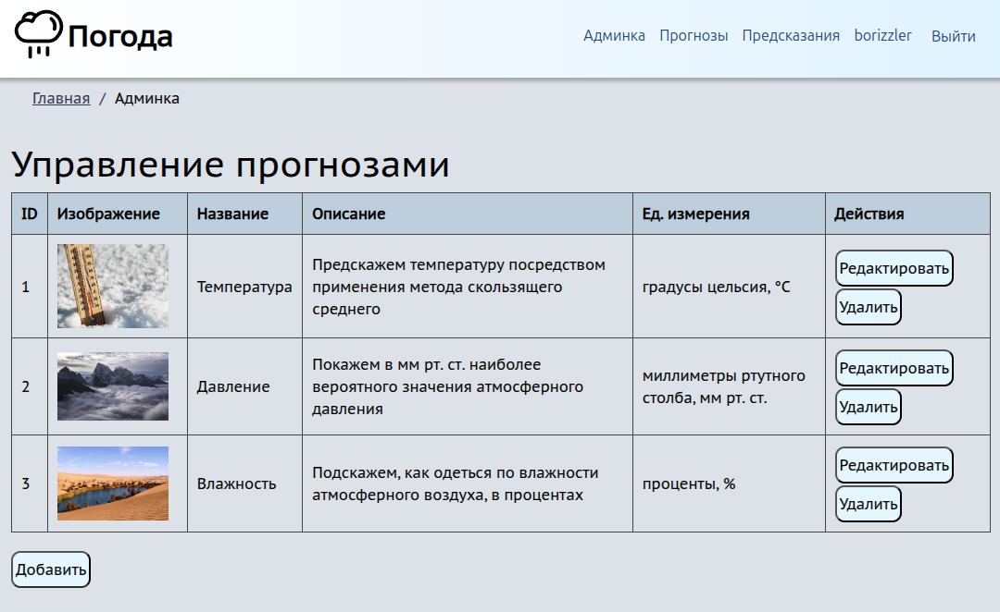 Погода
Админка Прогнозы Предсказания borizzler Выйти
Главная / Админка
Управление прогнозами
ID Изображение Название Описание Ед. измерения Действия
1 Температура
Предскажем температуру посредством
применения метода скользящего
среднего
градусы цельсия, °C
Редактировать
Удалить
2 Давление
Покажем в мм рт. ст. наиболее
вероятного значения атмосферного
давления
миллиметры ртутного
столба, мм рт. ст.
Редактировать
Удалить
3 Влажность
Подскажем, как одеться по влажности
атмосферного воздуха, в процентах
проценты, %
Редактировать
Удалить
Добавить